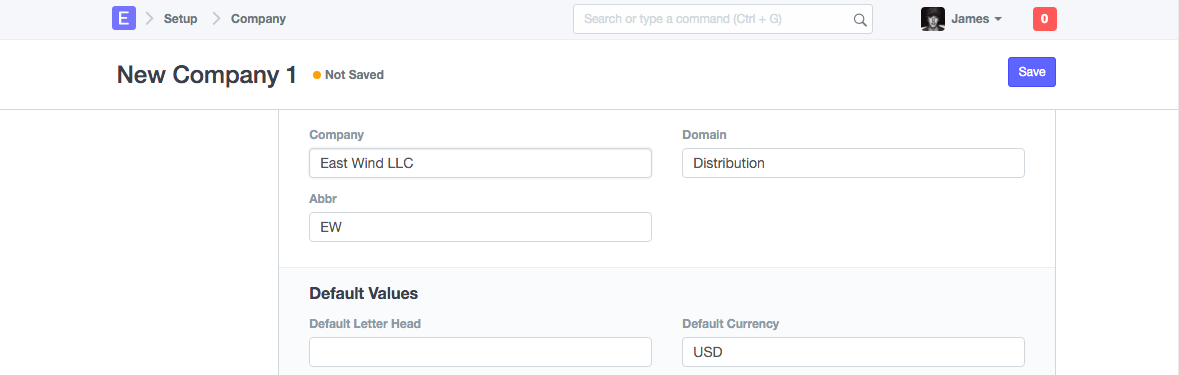 E Setup Company Search or type a command (Ctrl + G) James 0
New Company 1 Not Saved Save
Company Domain
East Wind LLC Distribution
Abbr
EW
Default Values
Default Letter Head Default Currency
USD